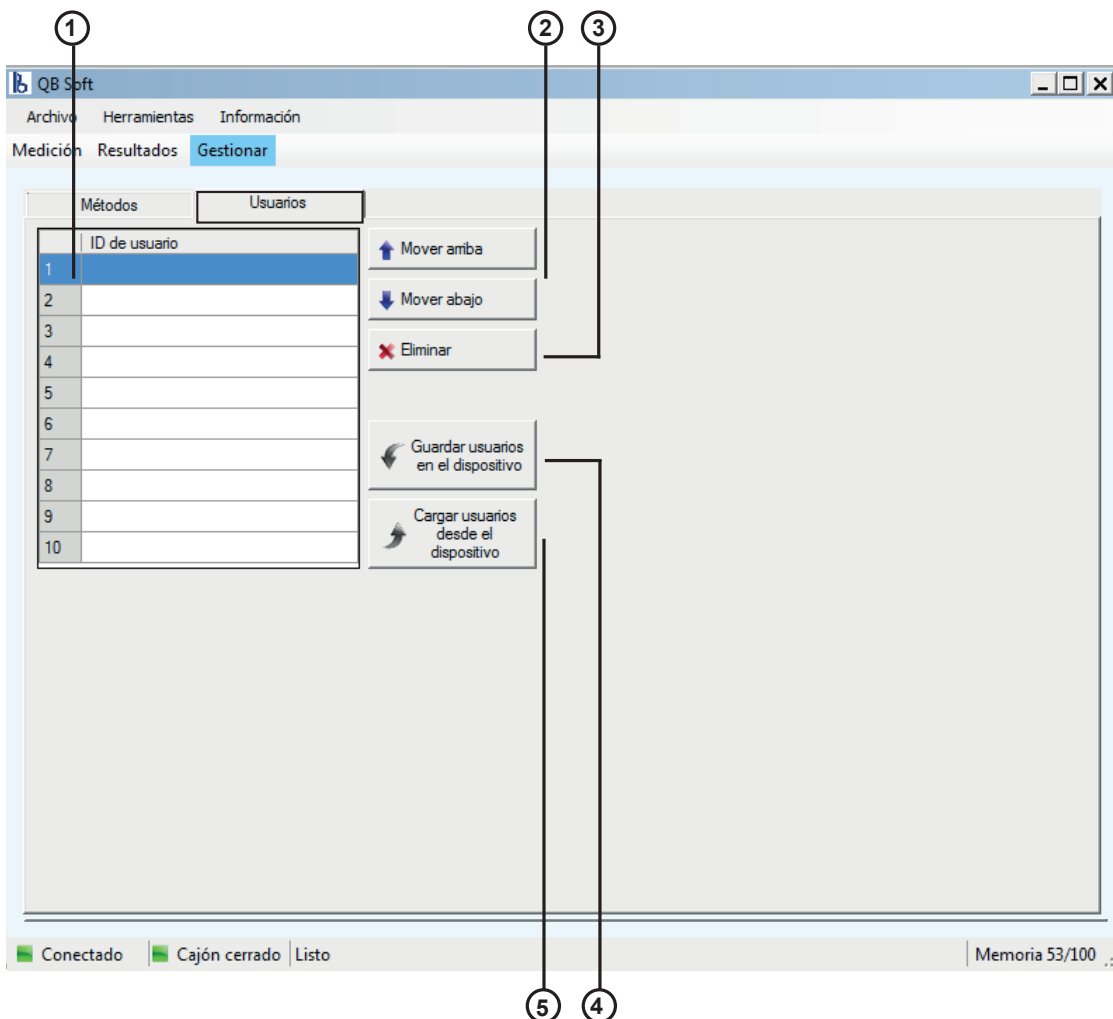 1 2 3
QB Soft
Archivo Herramientas Información
Medición Resultados Gestionar
Métodos Usuarios
ID de usuario
1
2
3
4
5
6
7
8
9
10
Mover arriba
Mover abajo
Eliminar
Guardar usuarios
en el dispositivo
Cargar usuarios
desde el
dispositivo
Conectado Cajón cerrado Listo Memoria 53/100
5 4